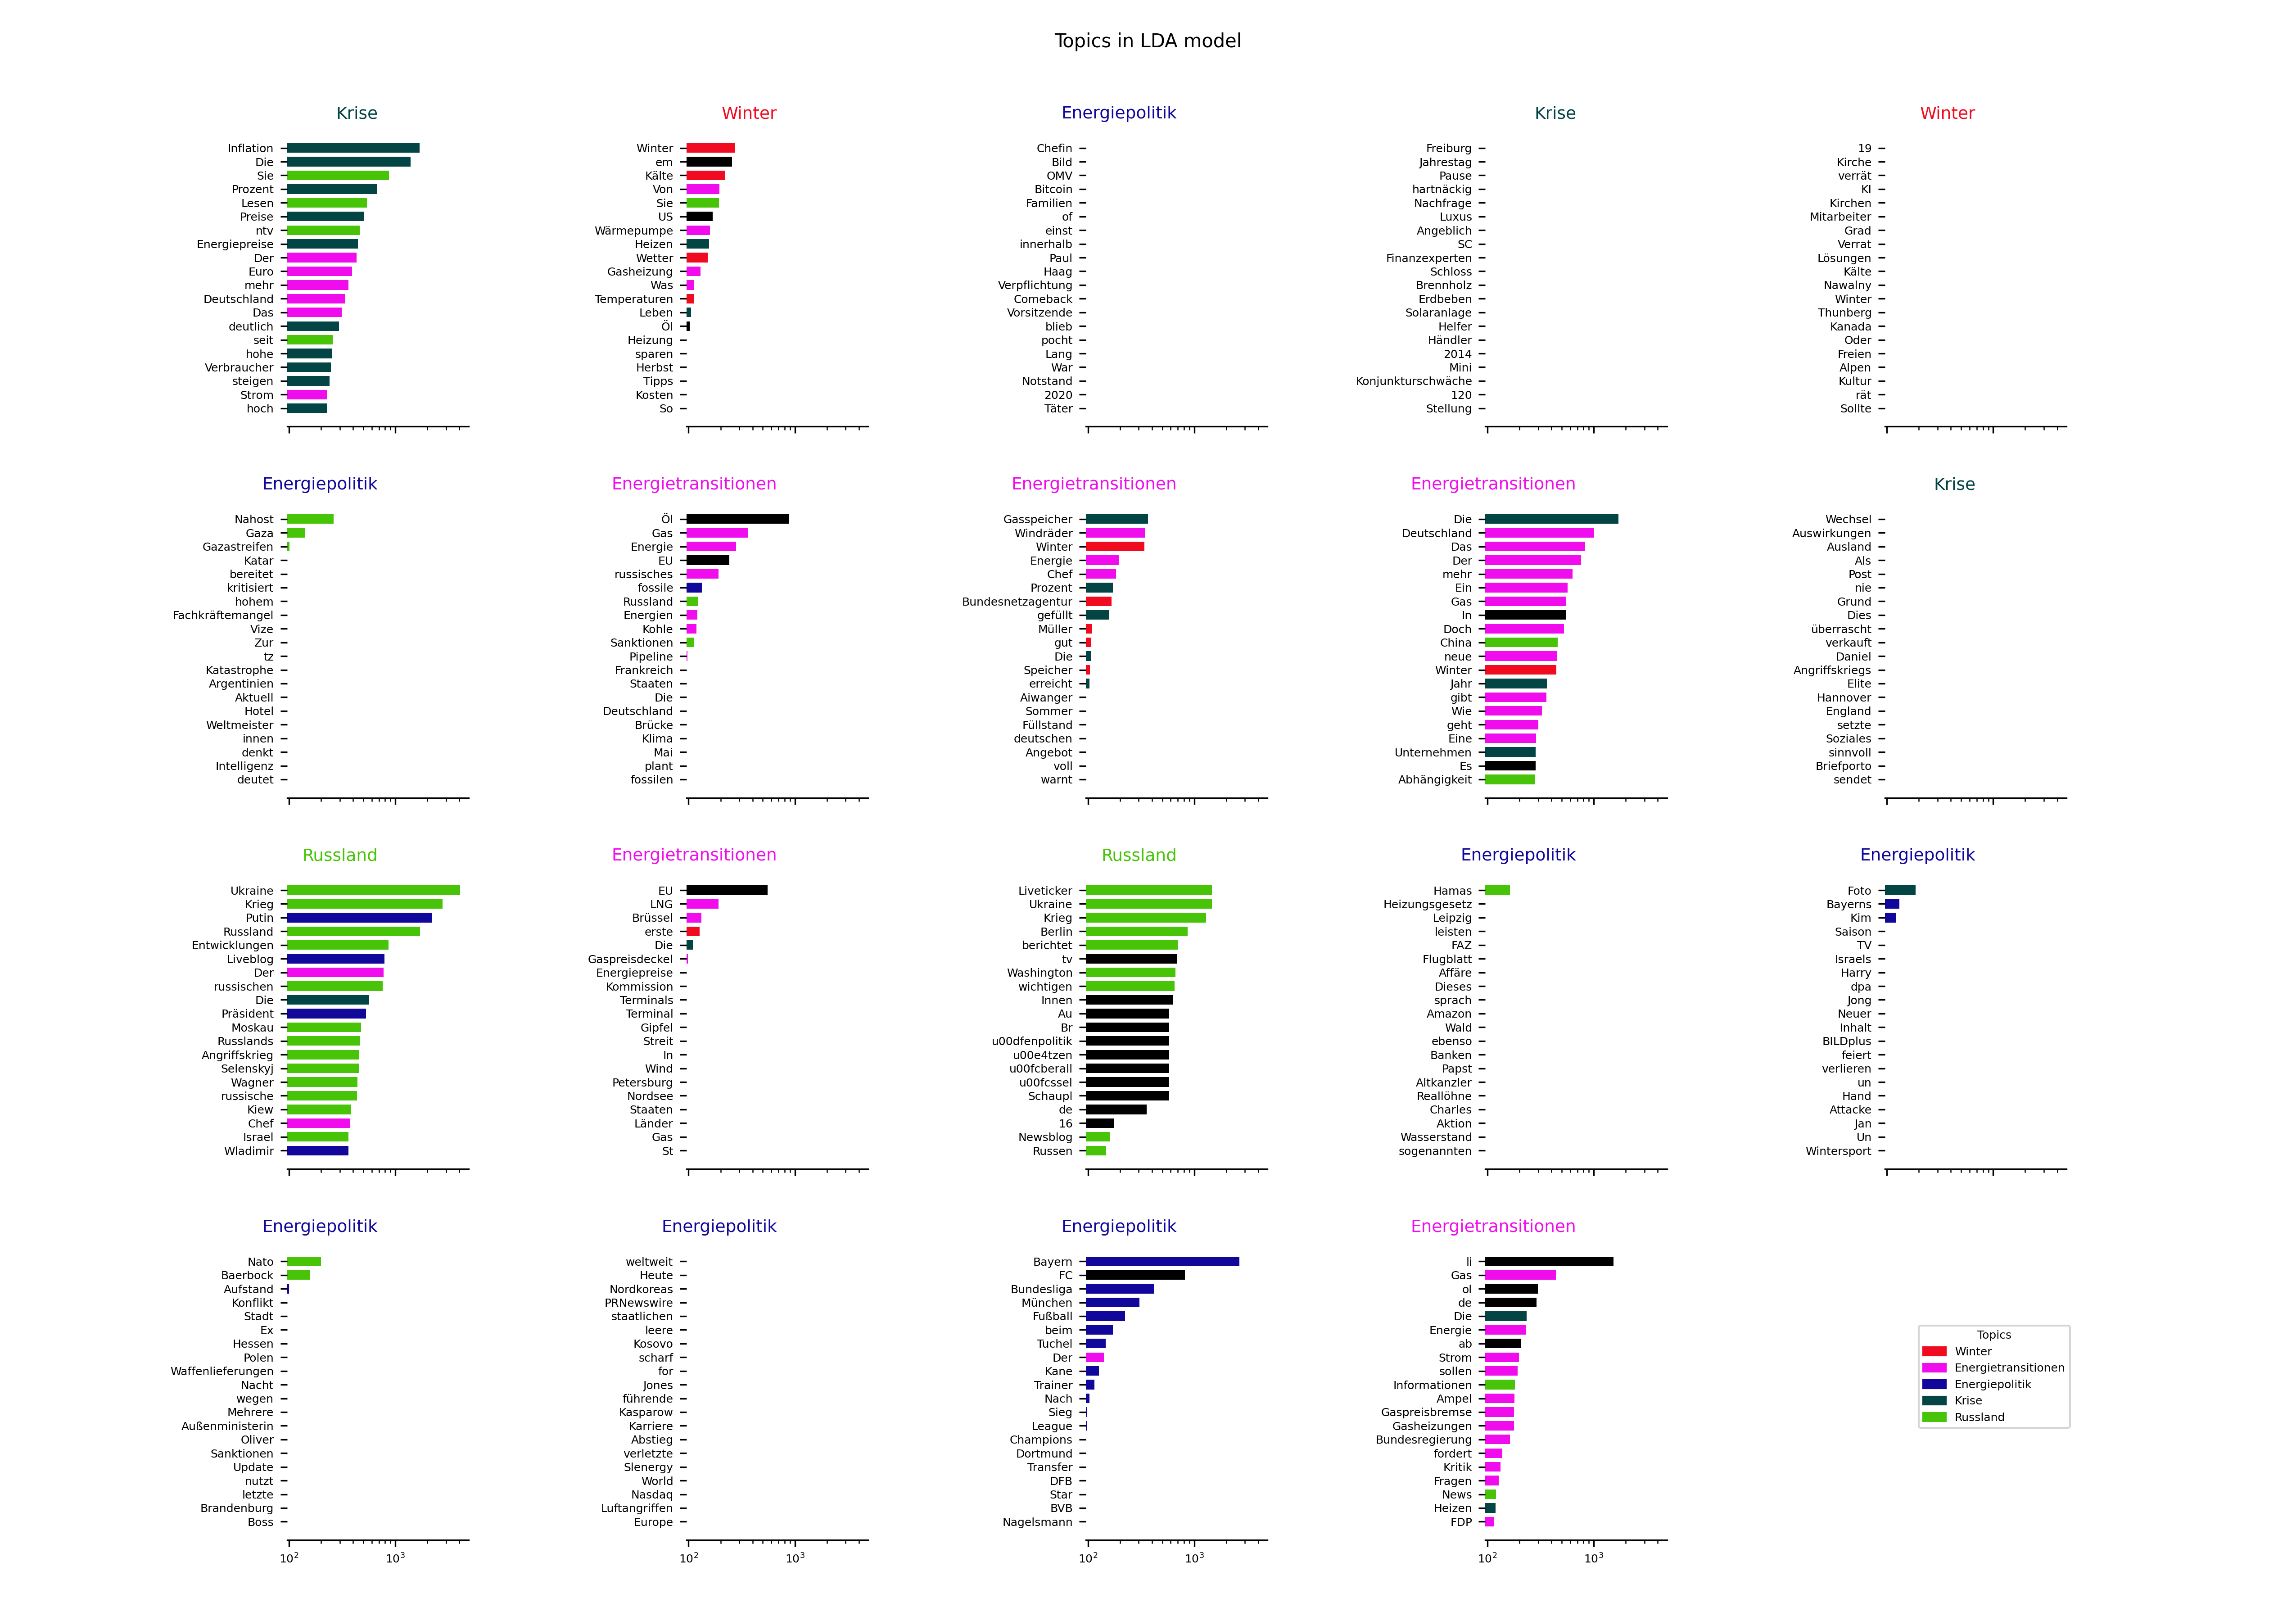 Topics in LDA model
Krise
Inflation
Die
Sie
Prozent
Lesen
Preise
ntv
Energiepreise
Der
Euro
mehr
Deutschland
Das
deutlich
seit
hohe
Verbraucher
steigen
Strom
hoch
Winter
Winter
em
Kälte
Von
Sie
US
Wärmepumpe
Heizen
Wetter
Gasheizung
Was
Temperaturen
Leben
Öl
Heizung
sparen
Herbst
Tipps
Kosten
So
Energiepolitik
Chefin
Bild
OMV
Bitcoin
Familien
of
einst
innerhalb
Paul
Haag
Verpflichtung
Comeback
Vorsitzende
blieb
pocht
Lang
War
Notstand
2020
Täter
Krise
Freiburg
Jahrestag
Pause
hartnäckig
Nachfrage
Luxus
Angeblich
SC
Finanzexperten
Schloss
Brennholz
Erdbeben
Solaranlage
Helfer
Händler
2014
Mini
Konjunkturschwäche
120
Stellung
Winter
19
Kirche
verrät
KI
Kirchen
Mitarbeiter
Grad
Verrat
Lösungen
Kälte
Nawalny
Winter
Thunberg
Kanada
Oder
Freien
Alpen
Kultur
rät
Sollte
Energiepolitik
Nahost
Gaza
Gazastreifen
Katar
bereitet
kritisiert
hohem
Fachkräftemangel
Vize
Zur
tz
Katastrophe
Argentinien
Aktuell
Hotel
Weltmeister
innen
denkt
Intelligenz
deutet
Energietransitionen
Öl
Gas
Energie
EU
russisches
fossile
Russland
Energien
Kohle
Sanktionen
Pipeline
Frankreich
Staaten
Die
Deutschland
Brücke
Klima
Mai
plant
fossilen
Energietransitionen
Gasspeicher
Windräder
Winter
Energie
Chef
Prozent
Bundesnetzagentur
gefüllt
Müller
gut
Die
Speicher
erreicht
Aiwanger
Sommer
Füllstand
deutschen
Angebot
voll
warnt
Energietransitionen
Die
Deutschland
Das
Der
mehr
Ein
Gas
In
Doch
China
neue
Winter
Jahr
gibt
Wie
geht
Eine
Unternehmen
Es
Abhängigkeit
Krise
Wechsel
Auswirkungen
Ausland
Als
Post
nie
Grund
Dies
überrascht
verkauft
Daniel
Angriffskriegs
Elite
Hannover
England
setzte
Soziales
sinnvoll
Briefporto
sendet
Russland
Ukraine
Krieg
Putin
Russland
Entwicklungen
Liveblog
Der
russischen
Die
Präsident
Moskau
Russlands
Angriffskrieg
Selenskyj
Wagner
russische
Kiew
Chef
Israel
Wladimir
Energietransitionen
EU
LNG
Brüssel
erste
Die
Gaspreisdeckel
Energiepreise
Kommission
Terminals
Terminal
Gipfel
Streit
In
Wind
Petersburg
Nordsee
Staaten
Länder
Gas
St
Russland
Liveticker
Ukraine
Krieg
Berlin
berichtet
tv
Washington
wichtigen
Innen
Au
Br
u00dfenpolitik
u00e4tzen
u00fcberall
u00fcssel
Schaupl
de
16
Newsblog
Russen
Energiepolitik
Hamas
Heizungsgesetz
Leipzig
leisten
FAZ
Flugblatt
Affäre
Dieses
sprach
Amazon
Wald
ebenso
Banken
Papst
Altkanzler
Reallöhne
Charles
Aktion
Wasserstand
sogenannten
Energiepolitik
Foto
Bayerns
Kim
Saison
TV
Israels
Harry
dpa
Jong
Neuer
Inhalt
BILDplus
feiert
verlieren
un
Hand
Attacke
Jan
Un
Wintersport
Energiepolitik
Nato
Baerbock
Aufstand
Konflikt
Stadt
Ex
Hessen
Polen
Waffenlieferungen
Nacht
wegen
Mehrere
Außenministerin
Oliver
Sanktionen
Update
nutzt
letzte
Brandenburg
Boss
10² 10³
Energiepolitik
weltweit
Heute
Nordkoreas
PRNewswire
staatlichen
leere
Kosovo
scharf
for
Jones
führende
Kasparow
Karriere
Abstieg
verletzte
Slenergy
World
Nasdaq
Luftangriffen
Europe
10² 10³
Energiepolitik
Bayern
FC
Bundesliga
München
Fußball
beim
Tuchel
Der
Kane
Trainer
Nach
Sieg
League
Champions
Dortmund
Transfer
DFB
Star
BVB
Nagelsmann
10² 10³
Energietransitionen
li
Gas
ol
de
Die
Energie
ab
Strom
sollen
Informationen
Ampel
Gaspreisbremse
Gasheizungen
Bundesregierung
fordert
Kritik
Fragen
News
Heizen
FDP
10² 10³
Topics
Winter
Energietransitionen
Energiepolitik
Krise
Russland